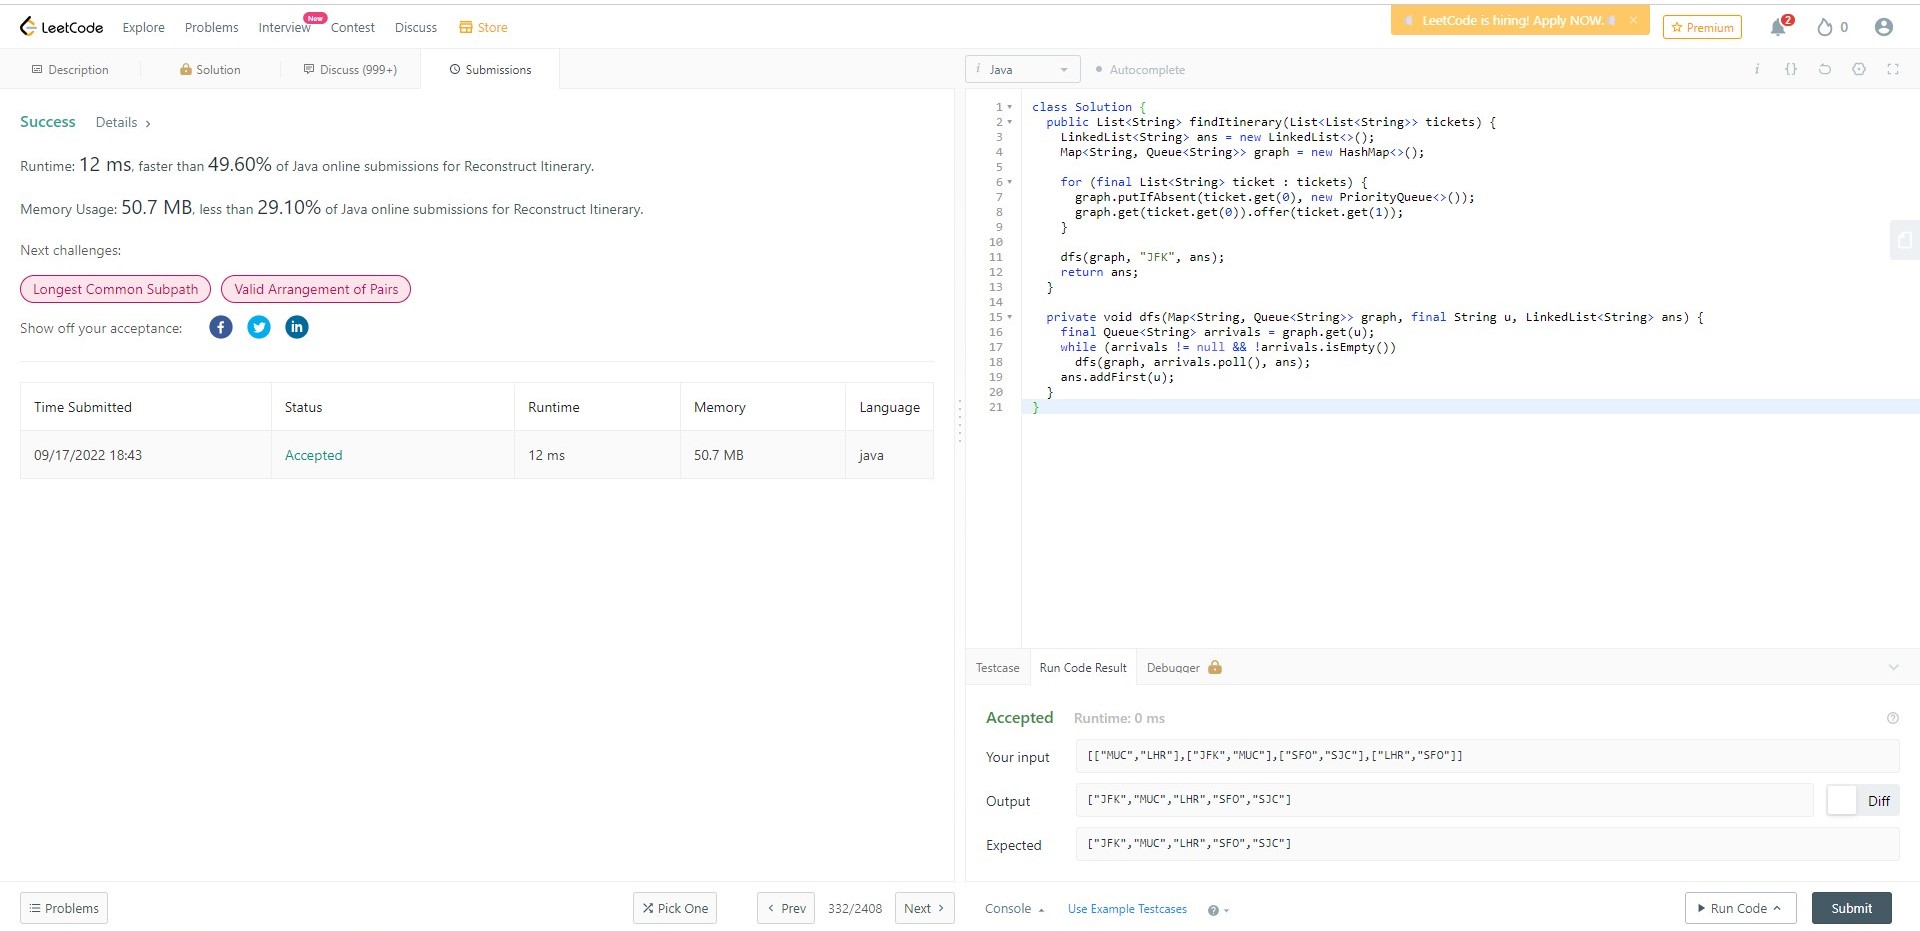 LeetCode
Explore
Problems
Interview
New
Contest
Discuss
Store
LeetCode is hiring! Apply NOW.
Premium
2
0
Description
Solution
Discuss (999+)
Submissions
i Java
Autocomplete
Success
Details
Runtime: 12 ms, faster than 49.60% of Java online submissions for Reconstruct Itinerary.
Memory Usage: 50.7 MB, less than 29.10% of Java online submissions for Reconstruct Itinerary.
Next challenges:
Longest Common Subpath
Valid Arrangement of Pairs
Show off your acceptance:
Time Submitted Status Runtime Memory Language
09/17/2022 18:43 Accepted 12 ms 50.7 MB java
1 class Solution {
2 public List<String> findItinerary(List<List<String>> tickets) {
3 LinkedList<String> ans = new LinkedList<>();
4 Map<String, Queue<String>> graph = new HashMap<>();
5
6 for (final List<String> ticket : tickets) {
7 graph.putIfAbsent(ticket.get(0), new PriorityQueue<>());
8 graph.get(ticket.get(0)).offer(ticket.get(1));
9 }
10
11 dfs(graph, "JFK", ans);
12 return ans;
13 }
14
15 private void dfs(Map<String, Queue<String>> graph, final String u, LinkedList<String> ans) {
16 final Queue<String> arrivals = graph.get(u);
17 while (arrivals != null && !arrivals.isEmpty())
18 dfs(graph, arrivals.poll(), ans);
19 ans.addFirst(u);
20 }
21 }
Testcase
Run Code Result
Debugger
Accepted
Runtime: 0 ms
Your input
[["MUC","LHR"],["JFK","MUC"],["SFO","SJC"],["LHR","SFO"]]
Output
["JFK","MUC","LHR","SFO","SJC"]
Diff
Expected
["JFK","MUC","LHR","SFO","SJC"]
Problems
Pick One
Prev
332/2408
Next
Console
Use Example Testcases
Run Code
Submit